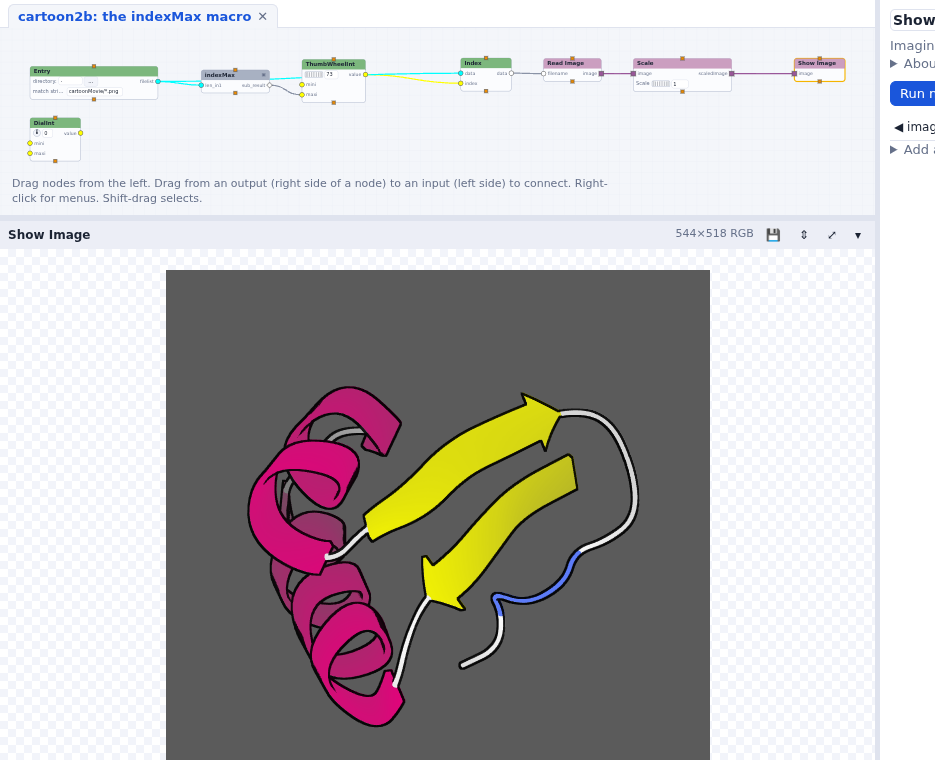 cartoon2b: the indexMax macro ✕
Entry
directory: - ...
filelist
match stri... cartoonMovie/*.png
indexMax
len_in1 sub_result
ThumbWheelInt
73 value
mini
maxi
Index
data data
index
Read Image
filename image
Scale
image scaledImage
Scale 1
Show Image
image
DialInt
0 value
mini
maxi
Drag nodes from the left. Drag from an output (right side of a node) to an input (left side) to connect. Right-
click for menus. Shift-drag selects.
Show Image 544×518 RGB
Show
Imagin
Abou
Run n
imag
Add a